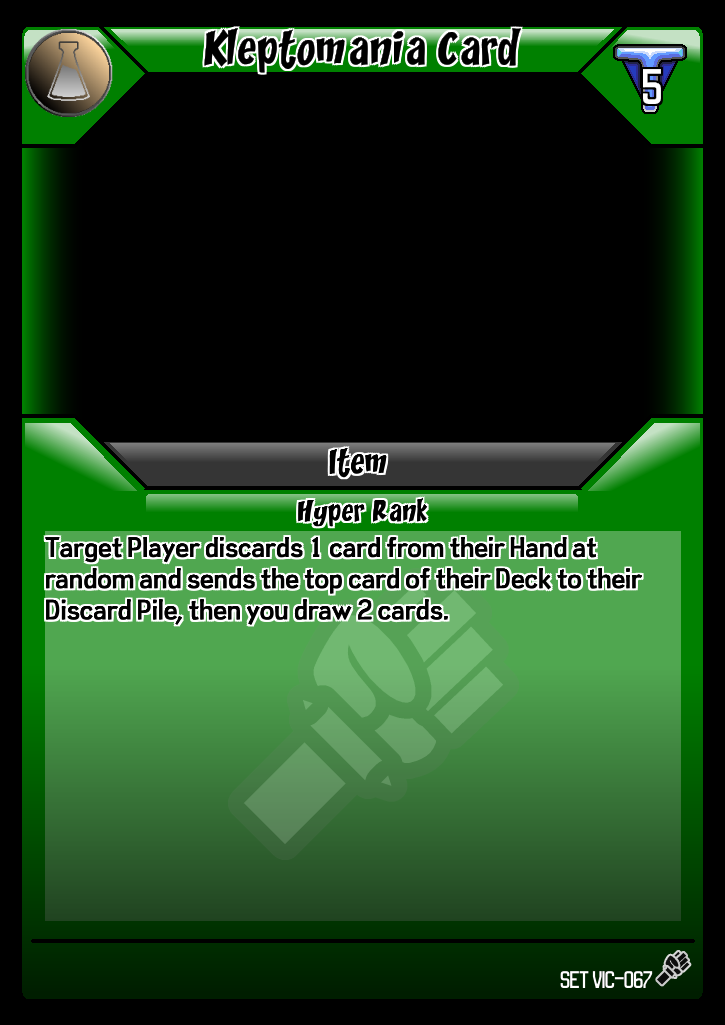 Kleptomania Card
5
Item
Hyper Rank
Target Player discards 1 card from their Hand at
random and sends the top card of their Deck to their
Discard Pile, then you draw 2 cards.
SET VIC-067